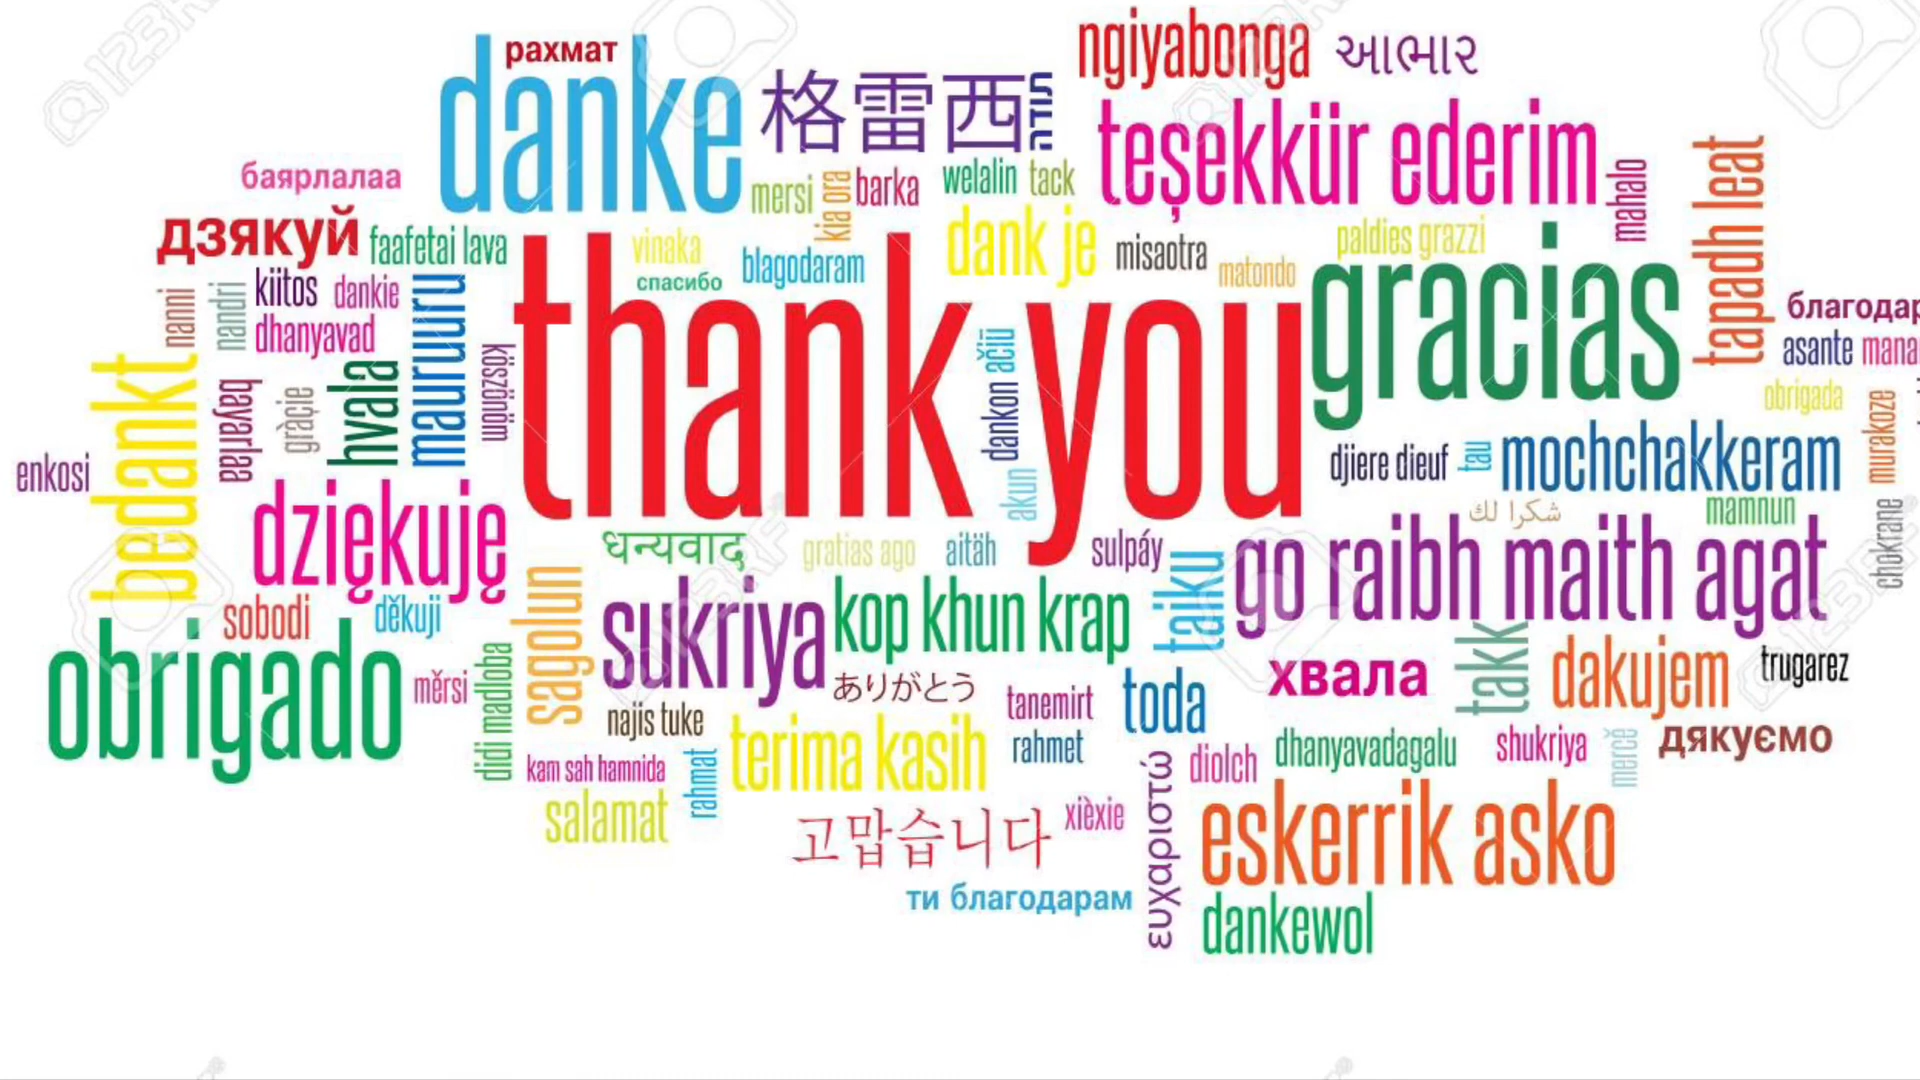 123RF
рахмат
danke
格雷西
תודה
ngiyabonga
આભાર
teşekkür ederim
баярлалаа
mersi
kia ora
barka
welalin
tack
mahalo
tapadh leat
дзякуй
faafetai lava
vinaka
спасибо
blagodaram
dank je
misaotra
matondo
paldies grazzi
gracias
nanni
nandri
kiitos
dankie
dhanyavad
mauruuru
köszönöm
thank you
dankon
ačiū
akun
благодар
asante
mana
obrigada
murakoze
enkosi
bedankt
bayarlaa
gràcie
hvala
djiere dieuf
tau
mochchakkeram
شكرا لك
mamnun
chokrane
dziękuję
sobodi
děkuji
sagolun
धन्यवाद
gratias ago
aitäh
sulpáy
taiku
go raibh maith agat
obrigado
měrsi
didi madloba
sukriya
kop khun krap
ありがとう
tanemirt
toda
хвала
takk
dakujem
trugarez
najis tuke
kam sah hamnida
rahmat
terima kasih
rahmet
diolch
dhanyavadagalu
shukriya
mercě
дякуємо
salamat
고맙습니다
xièxie
ευχαριστώ
eskerrik asko
ти благодарам
dankewol